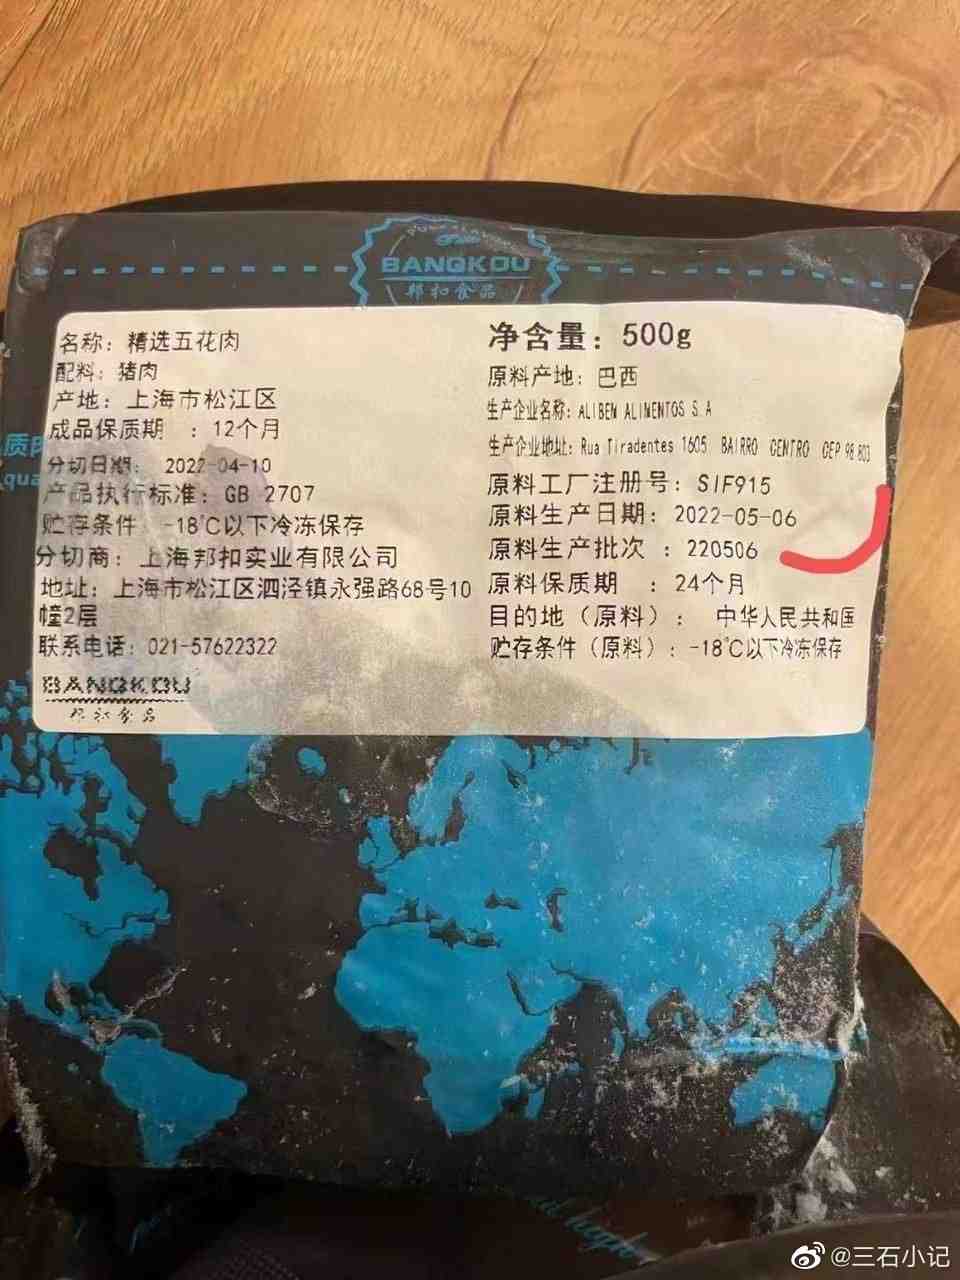 BANGKOU
邦扣食品
名称：精选五花肉
配料：猪肉
产地：上海市松江区
成品保质期 ：12个月
分切日期： 2022-04-10
产品执行标准：GB 2707
贮存条件 -18℃以下冷冻保存
分切商：上海邦扣实业有限公司
地址：上海市松江区泗泾镇永强路68号10
幢2层
联系电话：021-57622322
BANGKOU
邦扣食品
净含量：500g
原料产地：巴西
生产企业名称：ALIBEM ALIMENTOS S.A
生产企业地址：Rua Tiradentes 1605 BAIRRO CENTRO CEP 98 803
原料工厂注册号：SIF915
原料生产日期：2022-05-06
原料生产批次 ：220506
原料保质期 ：24个月
目的地（原料）： 中华人民共和国
贮存条件（原料）：-18℃以下冷冻保存
质肉
qua
@三石小记